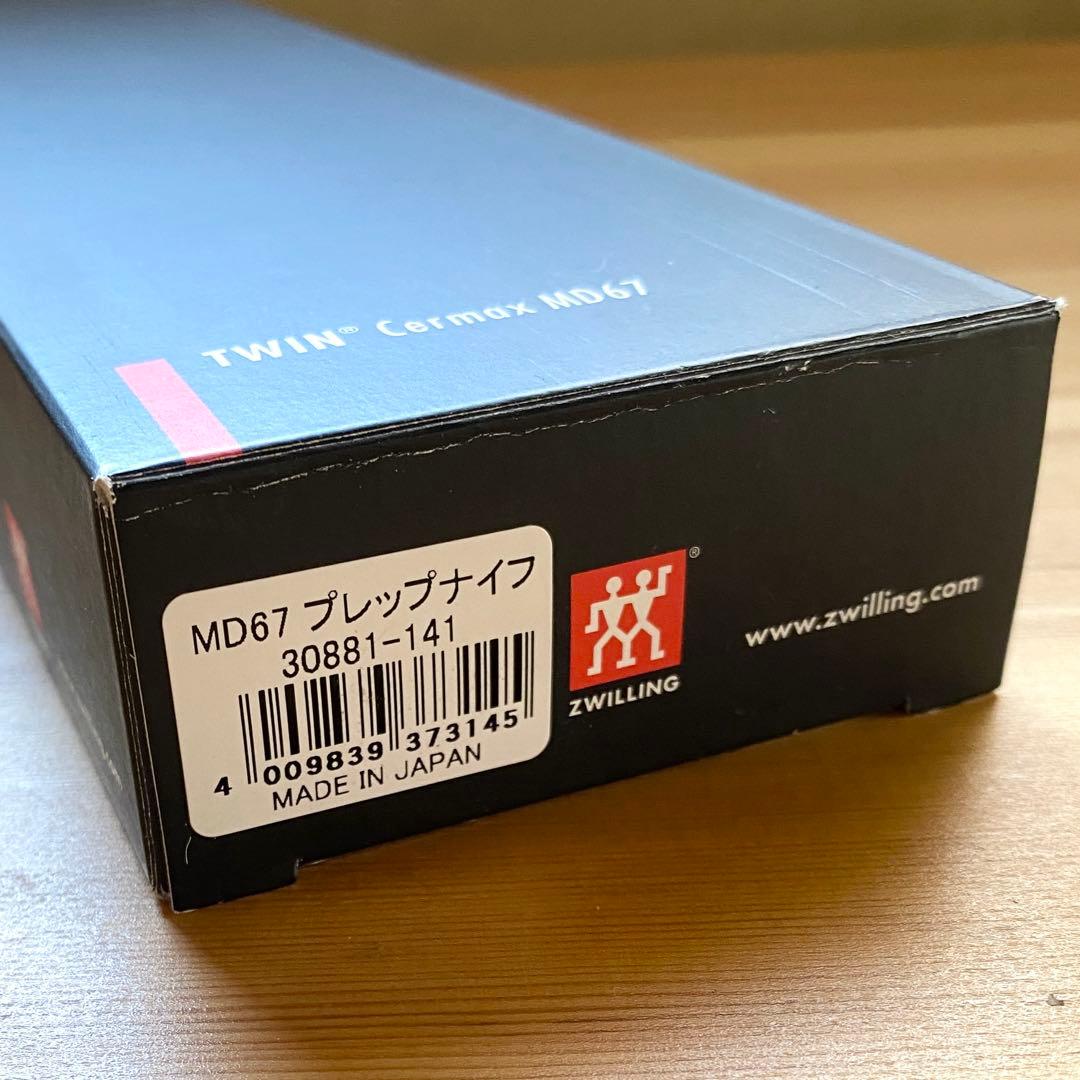 TWIN® Cermax MD67
MD67 プレップナイフ
30881-141
4 009839 373145
MADE IN JAPAN
®
ZWILLING
www.zwilling.com